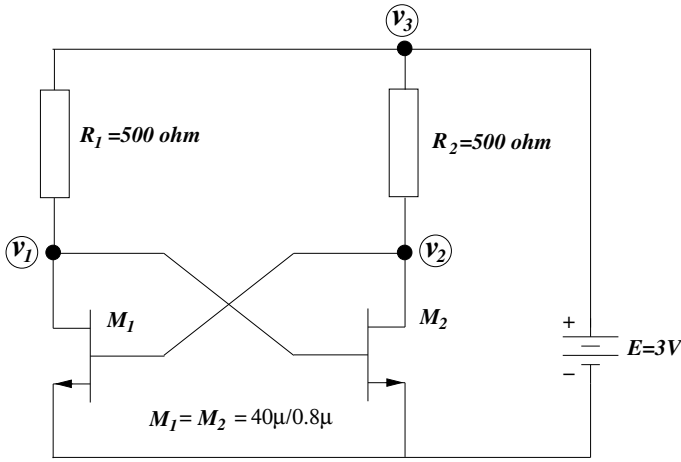 v3
R1 =500 ohm
R2=500 ohm
v1
v2
M1
M2
+
E=3V
−
M1= M2 = 40μ/0.8μ